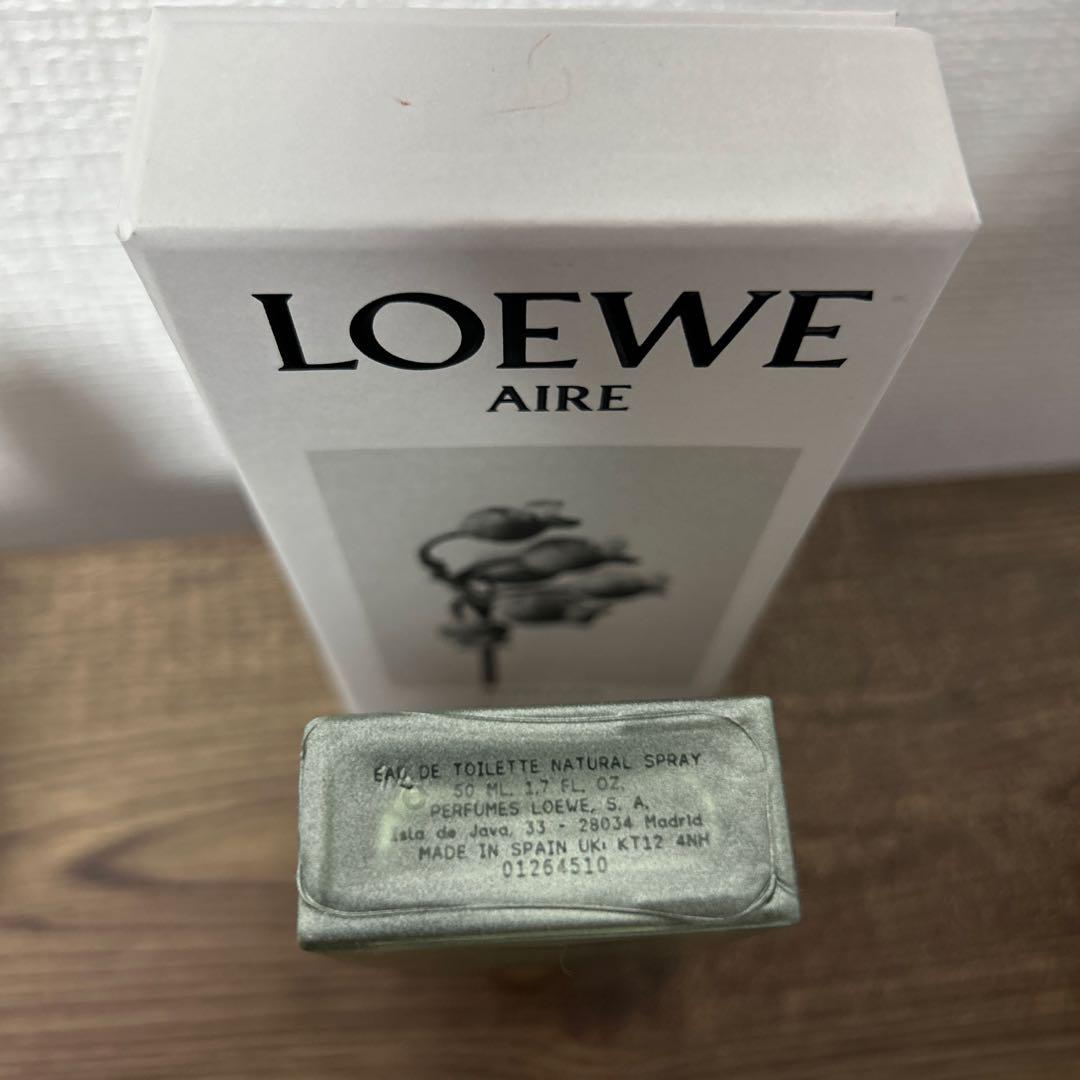 LOEWE
AIRE
EAU DE TOILETTE NATURAL SPRAY
50 ML. 1.7 FL. OZ.
PERFUMES LOEWE, S. A.
Isla de Java, 33 - 28034 Madrid
MADE IN SPAIN UK: KT12 4NH
01264510